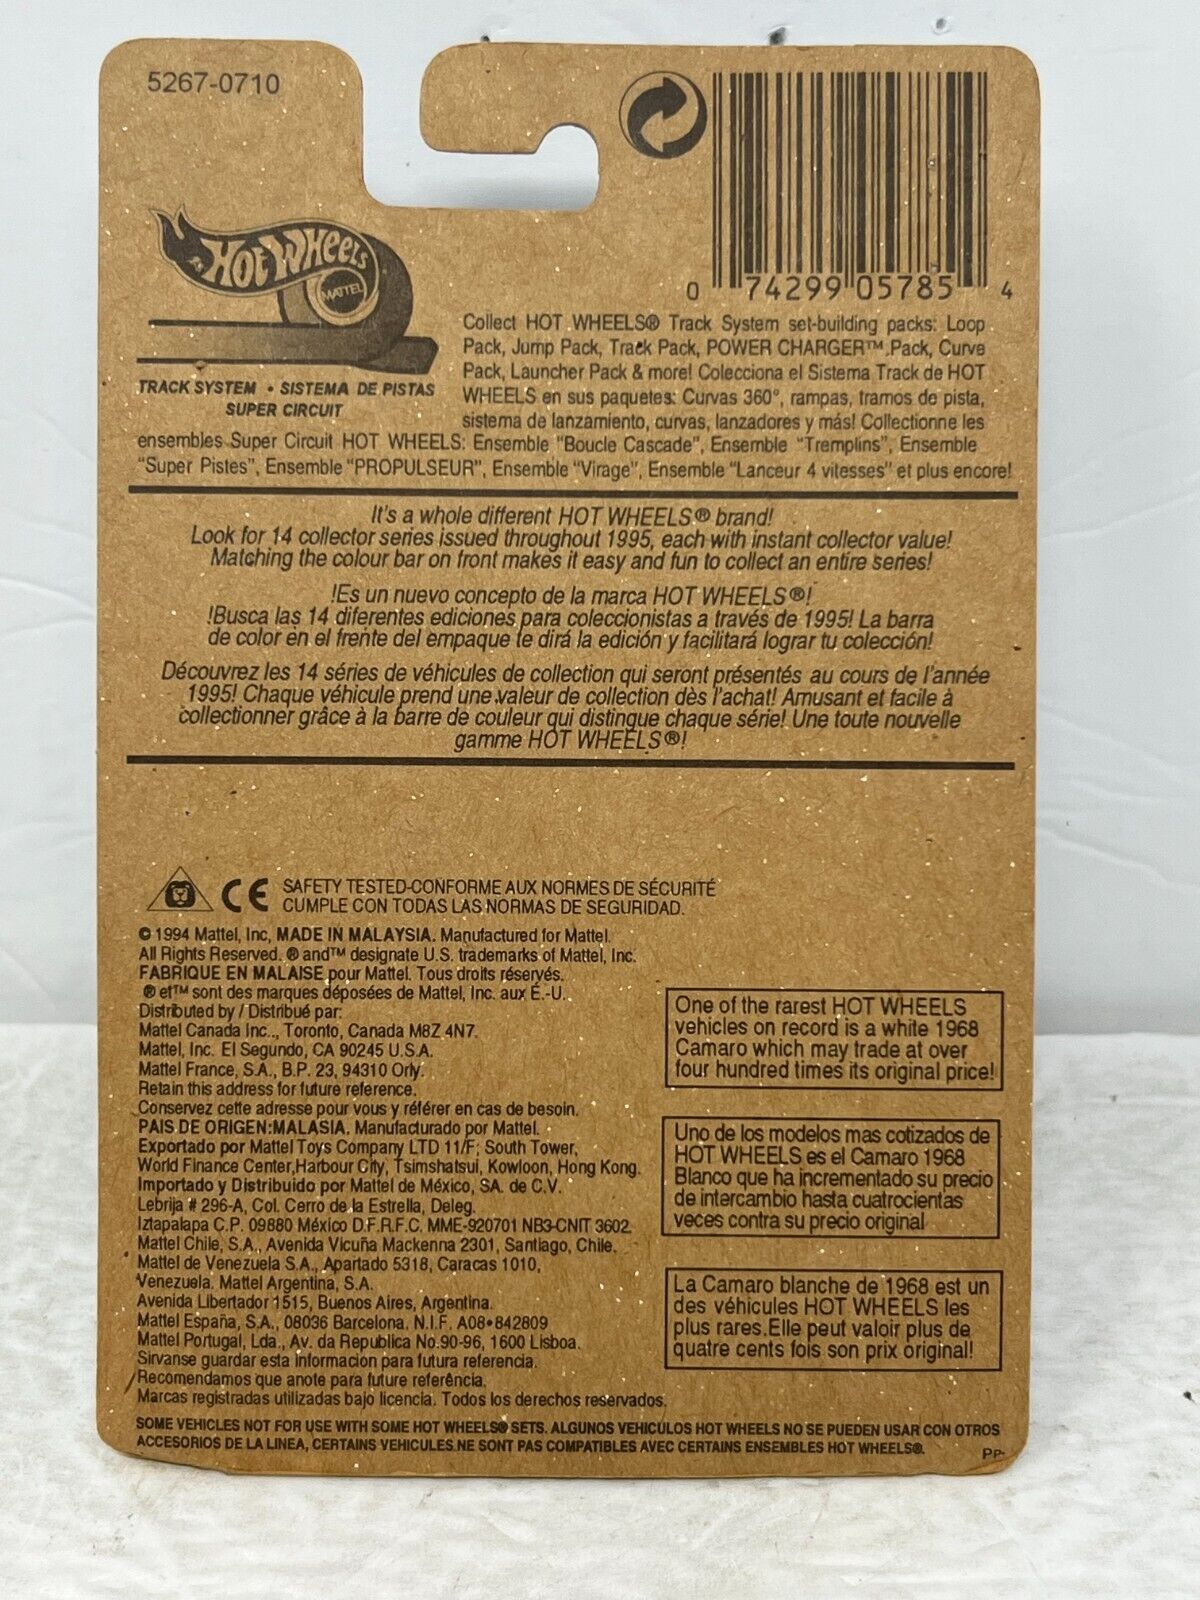 5267-0710
HOT WHEELS
MATTEL
0 74299 05785 4
TRACK SYSTEM • SISTEMA DE PISTAS
SUPER CIRCUIT
Collect HOT WHEELS® Track System set-building packs: Loop
Pack, Jump Pack, Track Pack, POWER CHARGER™ Pack, Curve
Pack, Launcher Pack & more! Colecciona el Sistema Track de HOT
WHEELS en sus paquetes: Curvas 360°, rampas, tramos de pista,
sistema de lanzamiento, curvas, lanzadores y más! Collectionne les
ensembles Super Circuit HOT WHEELS: Ensemble "Boucle Cascade", Ensemble "Tremplins", Ensemble
"Super Pistes", Ensemble "PROPULSEUR", Ensemble "Virage", Ensemble "Lanceur 4 vitesses" et plus encore!
It's a whole different HOT WHEELS® brand!
Look for 14 collector series issued throughout 1995, each with instant collector value!
Matching the colour bar on front makes it easy and fun to collect an entire series!
!Es un nuevo concepto de la marca HOT WHEELS®!
!Busca las 14 diferentes ediciones para coleccionistas a través de 1995! La barra
de color en el frente del empaque te dirá la edición y facilitará lograr tu colección!
Découvrez les 14 séries de véhicules de collection qui seront présentés au cours de l'année
1995! Chaque véhicule prend une valeur de collection dès l'achat! Amusant et facile à
collectionner grâce à la barre de couleur qui distingue chaque série! Une toute nouvelle
gamme HOT WHEELS®!
CE SAFETY TESTED-CONFORME AUX NORMES DE SÉCURITÉ
CUMPLE CON TODAS LAS NORMAS DE SEGURIDAD.
© 1994 Mattel, Inc, MADE IN MALAYSIA. Manufactured for Mattel.
All Rights Reserved. ® and™ designate U.S. trademarks of Mattel, Inc.
FABRIQUE EN MALAISE pour Mattel. Tous droits réservés.
® et™ sont des marques déposées de Mattel, Inc. aux É.-U.
Distributed by / Distribué par:
Mattel Canada Inc.., Toronto, Canada M8Z 4N7.
Mattel, Inc. El Segundo, CA 90245 U.S.A.
Mattel France, S.A., B.P. 23, 94310 Orly.
Retain this address for future reference.
Conservez cette adresse pour vous y référer en cas de besoin.
PAIS DE ORIGEN:MALASIA. Manufacturado por Mattel.
Exportado por Mattel Toys Company LTD 11/F; South Tower,
World Finance Center,Harbour City, Tsimshatsui, Kowloon, Hong Kong.
Importado y Distribuido por Mattel de México, SA. de C.V.
Lebrija # 296-A, Col. Cerro de la Estrella, Deleg.
Iztapalapa C.P. 09880 México D.F.R.F.C. MME-920701 NB3-CNIT 3602.
Mattel Chile, S.A., Avenida Vicuña Mackenna 2301, Santiago, Chile.
Mattel de Venezuela S.A., Apartado 5318, Caracas 1010,
Venezuela. Mattel Argentina, S.A.
Avenida Libertador 1515, Buenos Aires, Argentina.
Mattel España, S.A., 08036 Barcelona. N.I.F. A08•842809
Mattel Portugal, Lda., Av. da Republica No.90-96, 1600 Lisboa.
Sirvanse guardar esta informacion para futura referencia.
Recomendamos que anote para future referência.
Marcas registradas utilizadas bajo licencia. Todos los derechos reservados.
One of the rarest HOT WHEELS
vehicles on record is a white 1968
Camaro which may trade at over
four hundred times its original price!
Uno de los modelos mas cotizados de
HOT WHEELS es el Camaro 1968
Blanco que ha incrementado su precio
de intercambio hasta cuatrocientas
veces contra su precio original
La Camaro blanche de 1968 est un
des véhicules HOT WHEELS les
plus rares.Elle peut valoir plus de
quatre cents fois son prix original!
SOME VEHICLES NOT FOR USE WITH SOME HOT WHEELS® SETS. ALGUNOS VEHICULOS HOT WHEELS NO SE PUEDEN USAR CON OTROS
ACCESORIOS DE LA LINEA, CERTAINS VEHICULES NE SONT PAS COMPATIBLES AVEC CERTAINS ENSEMBLES HOT WHEELS®.
PP-